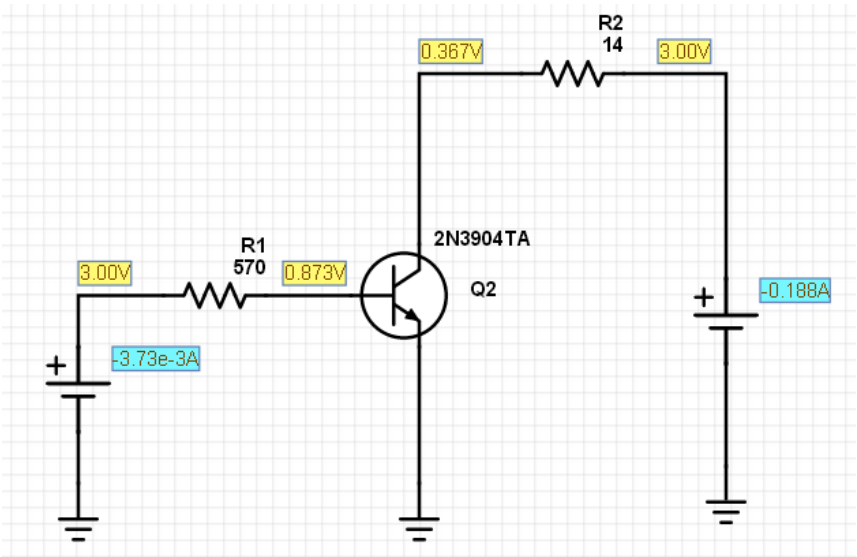 R2
14
0.367V
3.00V
2N3904TA
Q2
R1
570
3.00V
0.873V
-3.73e-3A
-0.188A
+
+